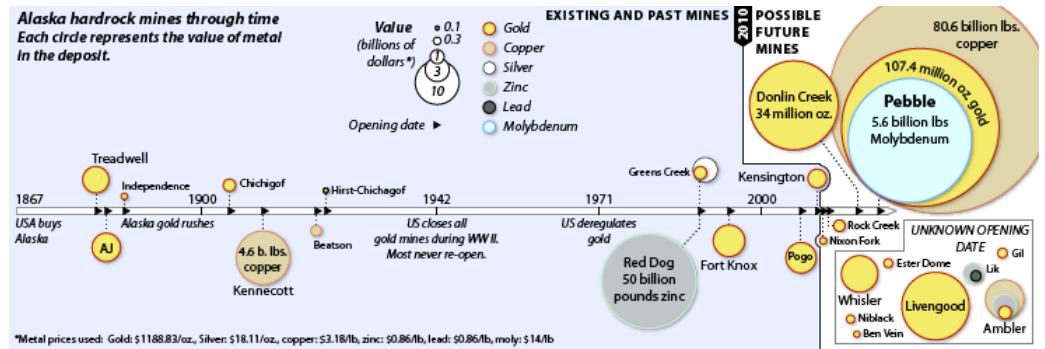 Alaska hardrock mines through time
Each circle represents the value of metal
in the deposit.
Value
(billions of
dollars*)
0.1
0.3
1
3
10
Opening date
Gold
Copper
Silver
Zinc
Lead
Molybdenum
EXISTING AND PAST MINES
2010
POSSIBLE
FUTURE
MINES
80.6 billion lbs.
copper
107.4 million oz. gold
Pebble
5.6 billion lbs
Molybdenum
Donlin Creek
34 million oz.
Treadwell
Independence
Chichigof
Hirst-Chichagof
Greens Creek
Kensington
1867
1900
1942
1971
2000
USA buys
Alaska
Alaska gold rushes
US closes all
gold mines during WW II.
Most never re-open.
US deregulates
gold
AJ
4.6 b. lbs.
copper
Kennecott
Beatson
Red Dog
50 billion
pounds zinc
Fort Knox
Pogo
Rock Creek
Nixon Fork
UNKNOWN OPENING
DATE
Gil
Ester Dome
Lik
Whisler
Livengood
Ambler
Niblack
Ben Vein
*Metal prices used: Gold: $1188.83/oz., Silver: $18.11/oz., copper: $3.18/lb, zinc: $0.86/lb, lead: $0.86/lb, moly: $14/lb